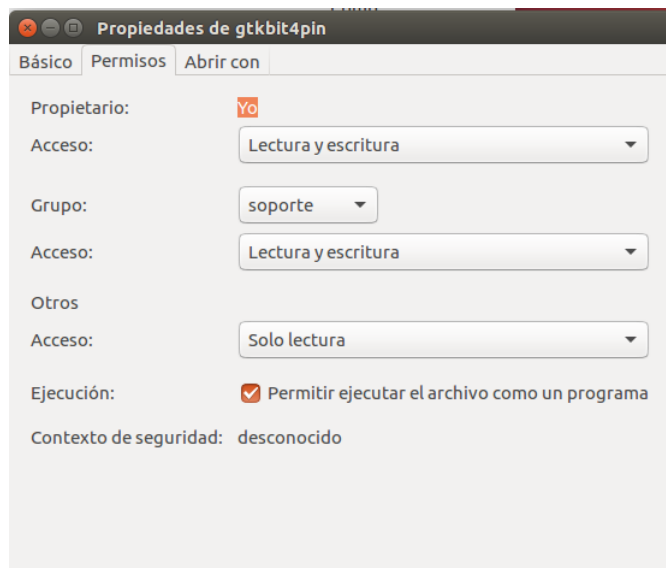 Propiedades de gtkbit4pin
Básico Permisos Abrir con
Propietario: Yo
Acceso: Lectura y escritura
Grupo: soporte
Acceso: Lectura y escritura
Otros
Acceso: Solo lectura
Ejecución: Permitir ejecutar el archivo como un programa
Contexto de seguridad: desconocido